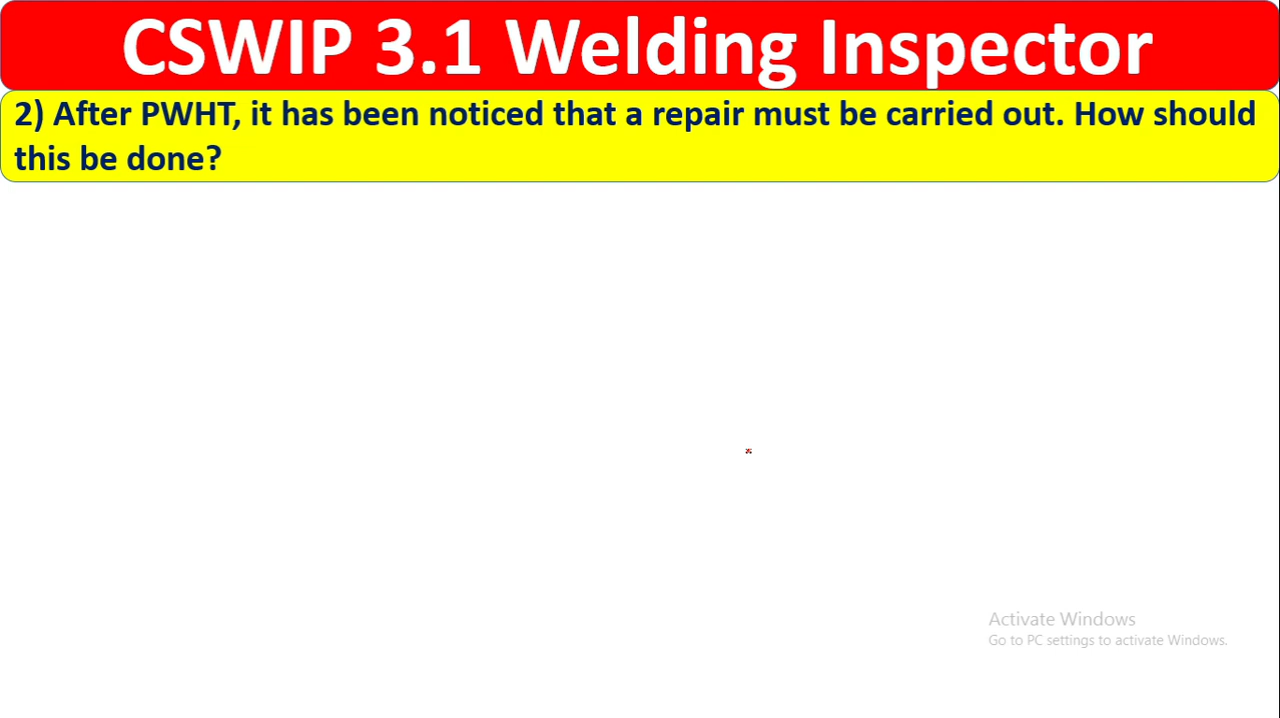 CSWIP 3.1 Welding Inspector
2) After PWHT, it has been noticed that a repair must be carried out. How should
this be done?
Activate Windows
Go to PC settings to activate Windows.